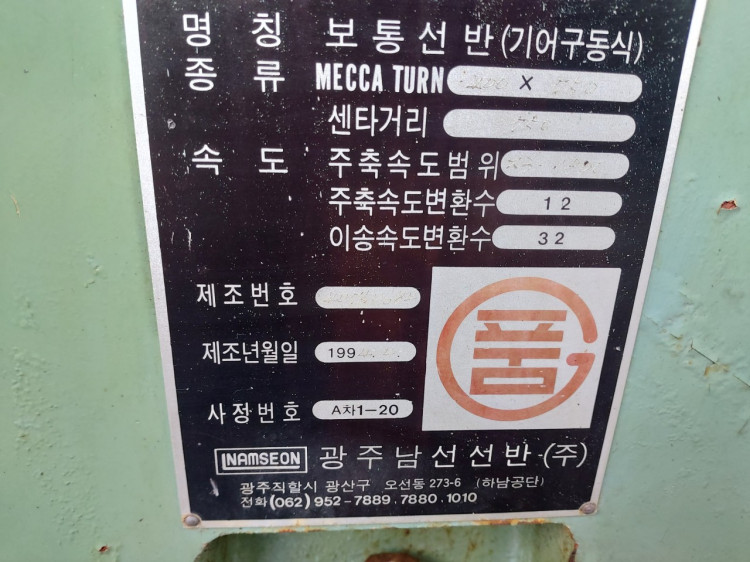 명칭 보통선반 (기어구동식)
종류 MECCA TURN X
센타거리
속도 주축속도범위
주축속도변환수 12
이송속도변환수 32
제조번호
제조년월일 199
사정번호 A차1-20
품
NAMSEON 광주남선선반(주)
광주직할시 광산구 오선동 273-6 (하남공단)
전화 (062) 952-7889.7880.1010